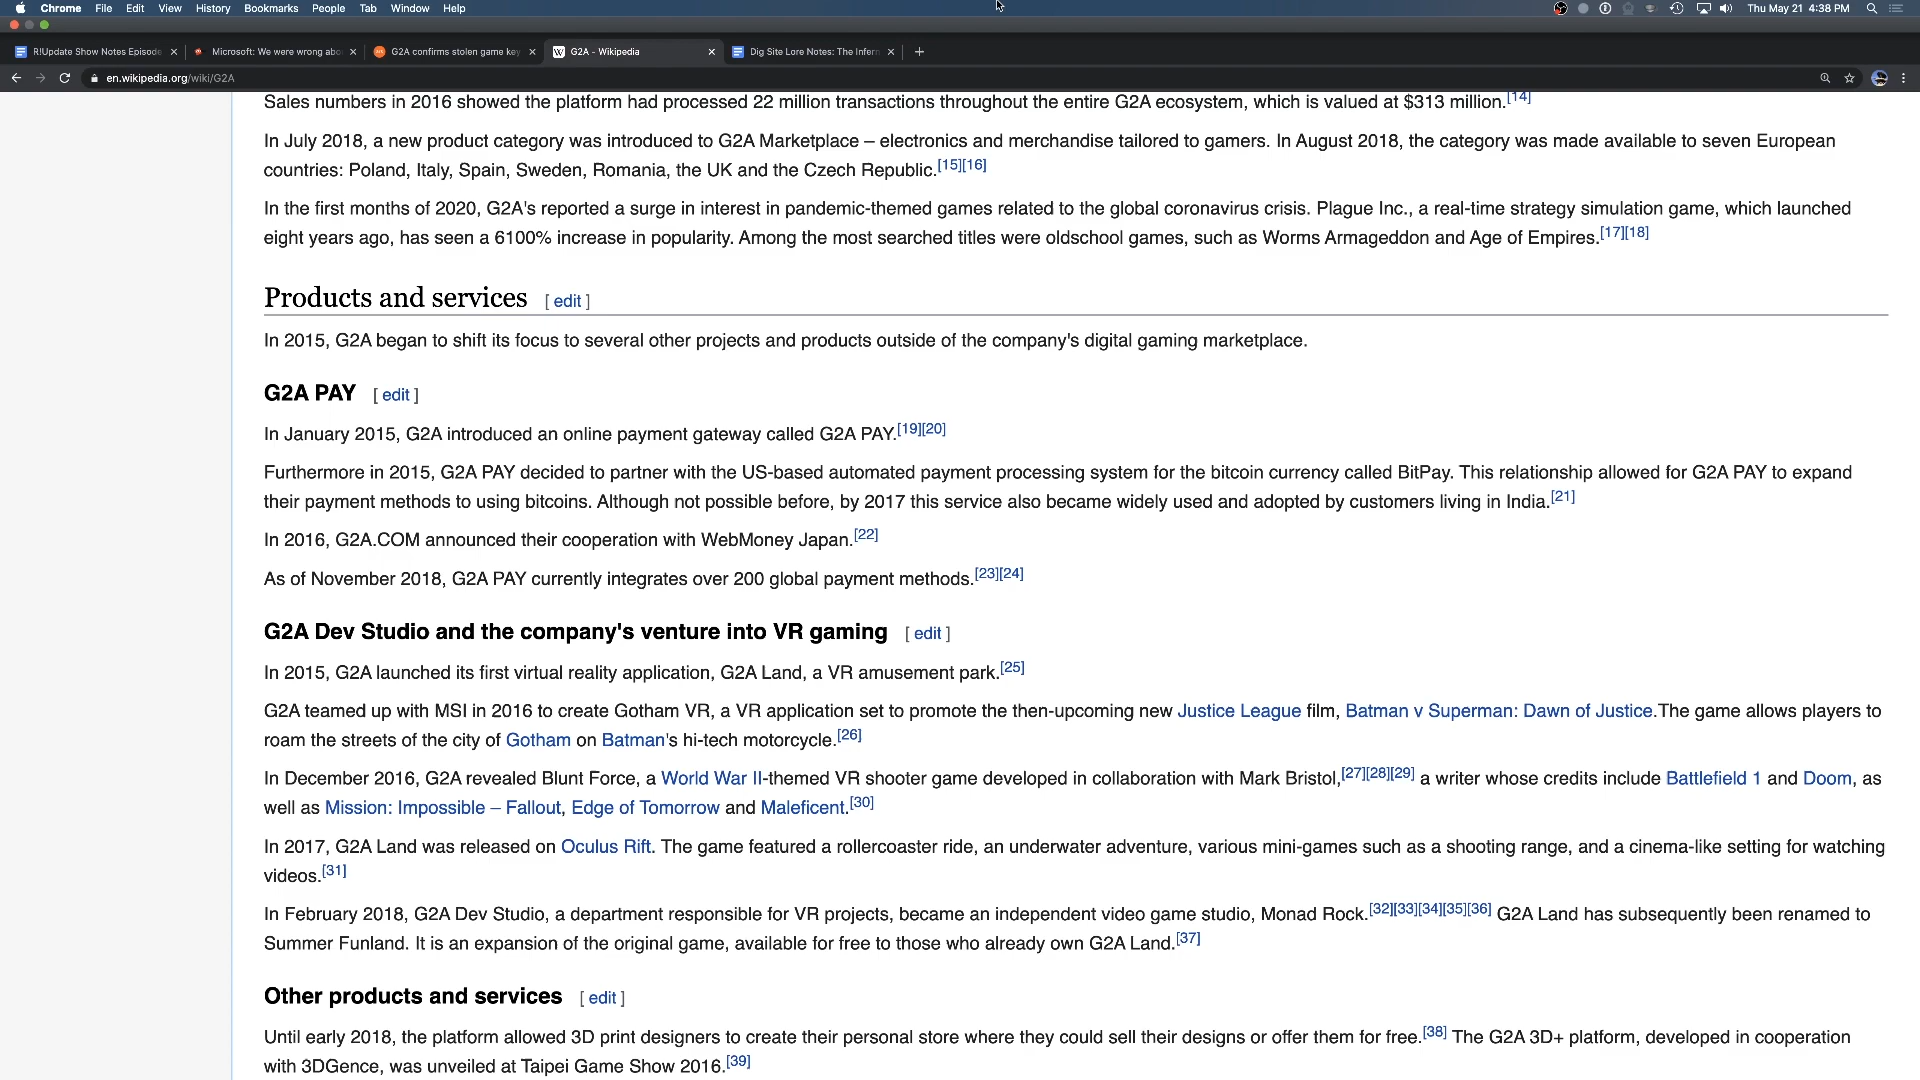 Chrome File Edit View History Bookmarks People Tab Window Help Thu May 21 4:38 PM
R!Update Show Notes Episode Microsoft: We were wrong abo G2A confirms stolen game key G2A - Wikipedia Dig Site Lore Notes: The Infern
en.wikipedia.org/wiki/G2A
Sales numbers in 2016 showed the platform had processed 22 million transactions throughout the entire G2A ecosystem, which is valued at $313 million.[14]
In July 2018, a new product category was introduced to G2A Marketplace – electronics and merchandise tailored to gamers. In August 2018, the category was made available to seven European
countries: Poland, Italy, Spain, Sweden, Romania, the UK and the Czech Republic.[15][16]
In the first months of 2020, G2A's reported a surge in interest in pandemic-themed games related to the global coronavirus crisis. Plague Inc., a real-time strategy simulation game, which launched
eight years ago, has seen a 6100% increase in popularity. Among the most searched titles were oldschool games, such as Worms Armageddon and Age of Empires.[17][18]
Products and services [ edit ]
In 2015, G2A began to shift its focus to several other projects and products outside of the company's digital gaming marketplace.
G2A PAY [ edit ]
In January 2015, G2A introduced an online payment gateway called G2A PAY.[19][20]
Furthermore in 2015, G2A PAY decided to partner with the US-based automated payment processing system for the bitcoin currency called BitPay. This relationship allowed for G2A PAY to expand
their payment methods to using bitcoins. Although not possible before, by 2017 this service also became widely used and adopted by customers living in India.[21]
In 2016, G2A.COM announced their cooperation with WebMoney Japan.[22]
As of November 2018, G2A PAY currently integrates over 200 global payment methods.[23][24]
G2A Dev Studio and the company's venture into VR gaming [ edit ]
In 2015, G2A launched its first virtual reality application, G2A Land, a VR amusement park.[25]
G2A teamed up with MSI in 2016 to create Gotham VR, a VR application set to promote the then-upcoming new Justice League film, Batman v Superman: Dawn of Justice.The game allows players to
roam the streets of the city of Gotham on Batman's hi-tech motorcycle.[26]
In December 2016, G2A revealed Blunt Force, a World War II-themed VR shooter game developed in collaboration with Mark Bristol,[27][28][29] a writer whose credits include Battlefield 1 and Doom, as
well as Mission: Impossible – Fallout, Edge of Tomorrow and Maleficent.[30]
In 2017, G2A Land was released on Oculus Rift. The game featured a rollercoaster ride, an underwater adventure, various mini-games such as a shooting range, and a cinema-like setting for watching
videos.[31]
In February 2018, G2A Dev Studio, a department responsible for VR projects, became an independent video game studio, Monad Rock.[32][33][34][35][36] G2A Land has subsequently been renamed to
Summer Funland. It is an expansion of the original game, available for free to those who already own G2A Land.[37]
Other products and services [ edit ]
Until early 2018, the platform allowed 3D print designers to create their personal store where they could sell their designs or offer them for free.[38] The G2A 3D+ platform, developed in cooperation
with 3DGence, was unveiled at Taipei Game Show 2016.[39]